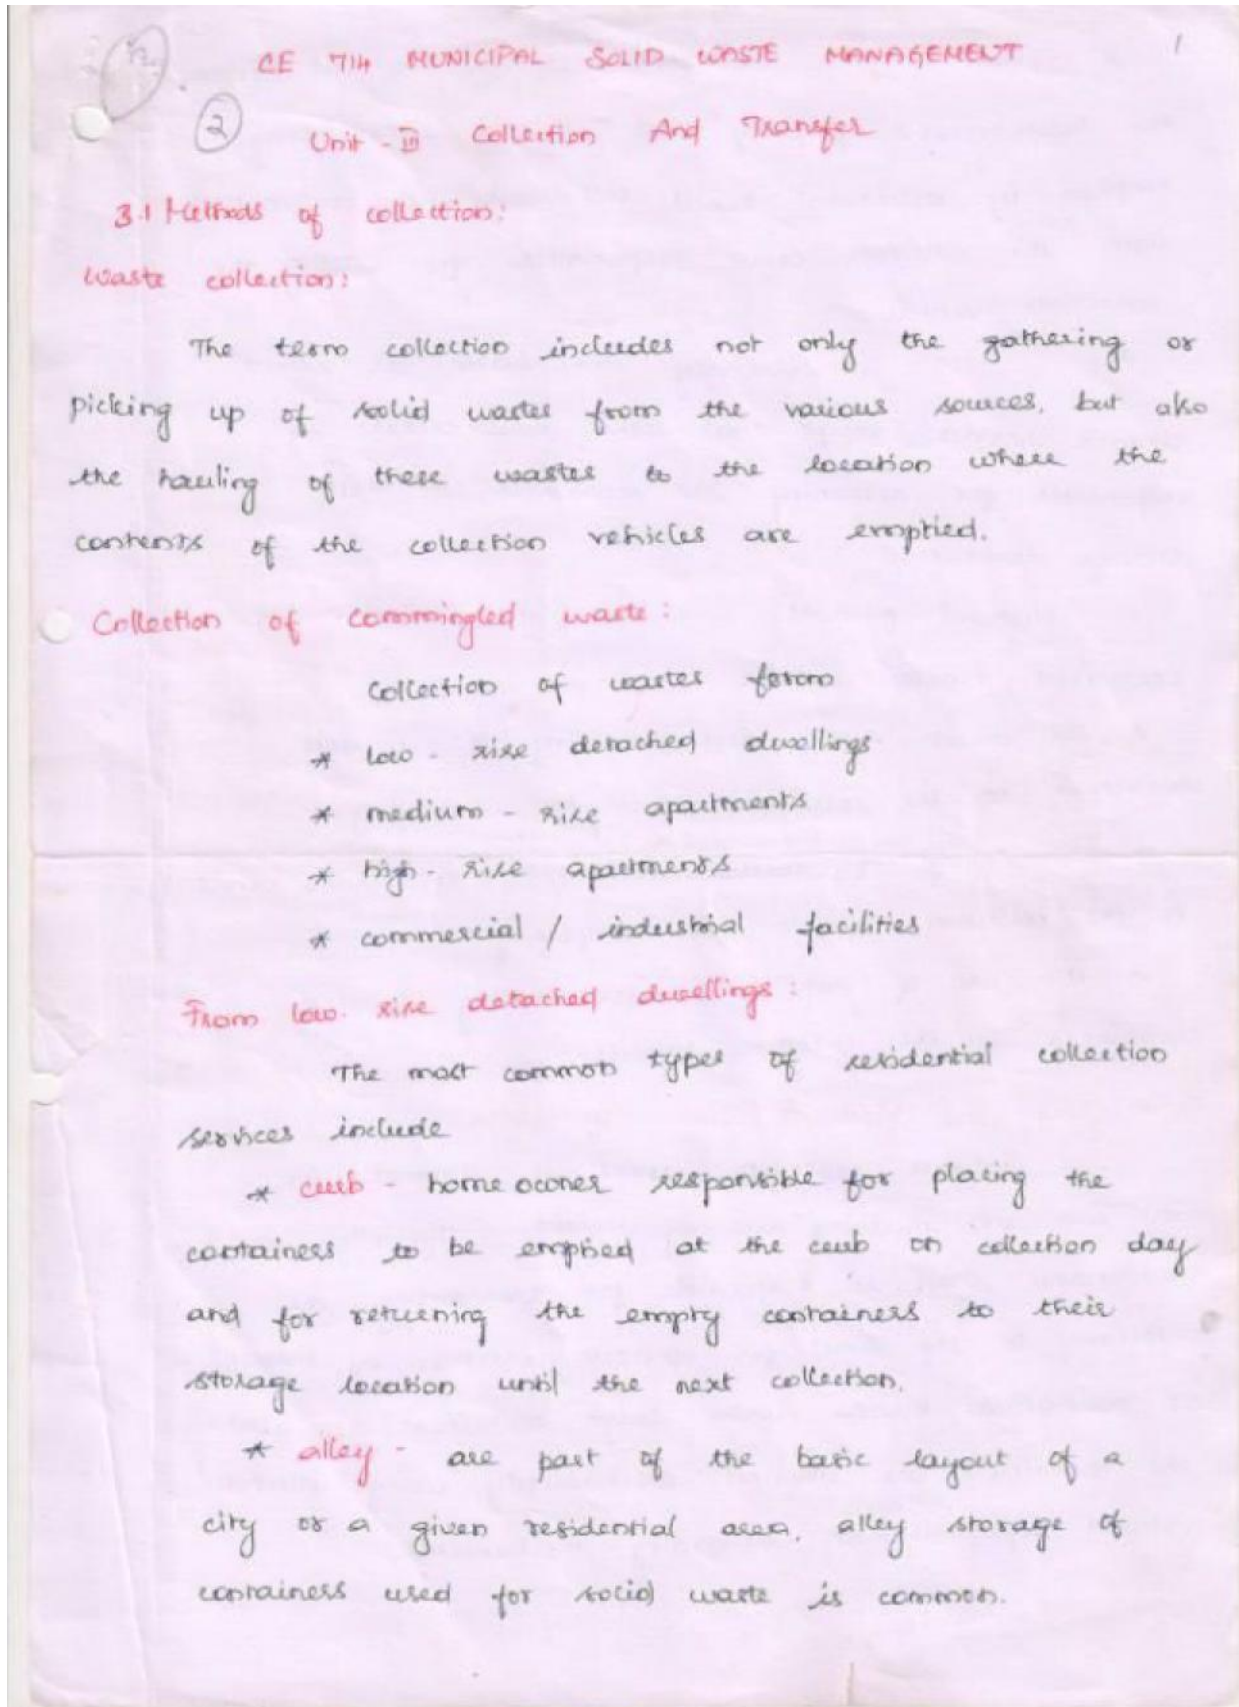 1
CE 714 MUNICIPAL SOLID WASTE MANAGEMENT
2
Unit - III Collection And Transfer
3.1 Methods of collection:
Waste collection:
The term collection includes not only the gathering or
picking up of solid wastes from the various sources, but also
the hauling of these wastes to the location where the
contents of the collection vehicles are emptied.
Collection of commingled waste:
Collection of wastes from
* low - rise detached dwellings
* medium - rise apartments
* high - rise apartments
* commercial / industrial facilities
From low - rise detached dwellings:
The most common types of residential collection
services include
* curb - home owner responsible for placing the
containers to be emptied at the curb on collection day
and for returning the empty containers to their
storage location until the next collection.
* alley - are part of the basic layout of a
city or a given residential area, alley storage of
containers used for solid waste is common.